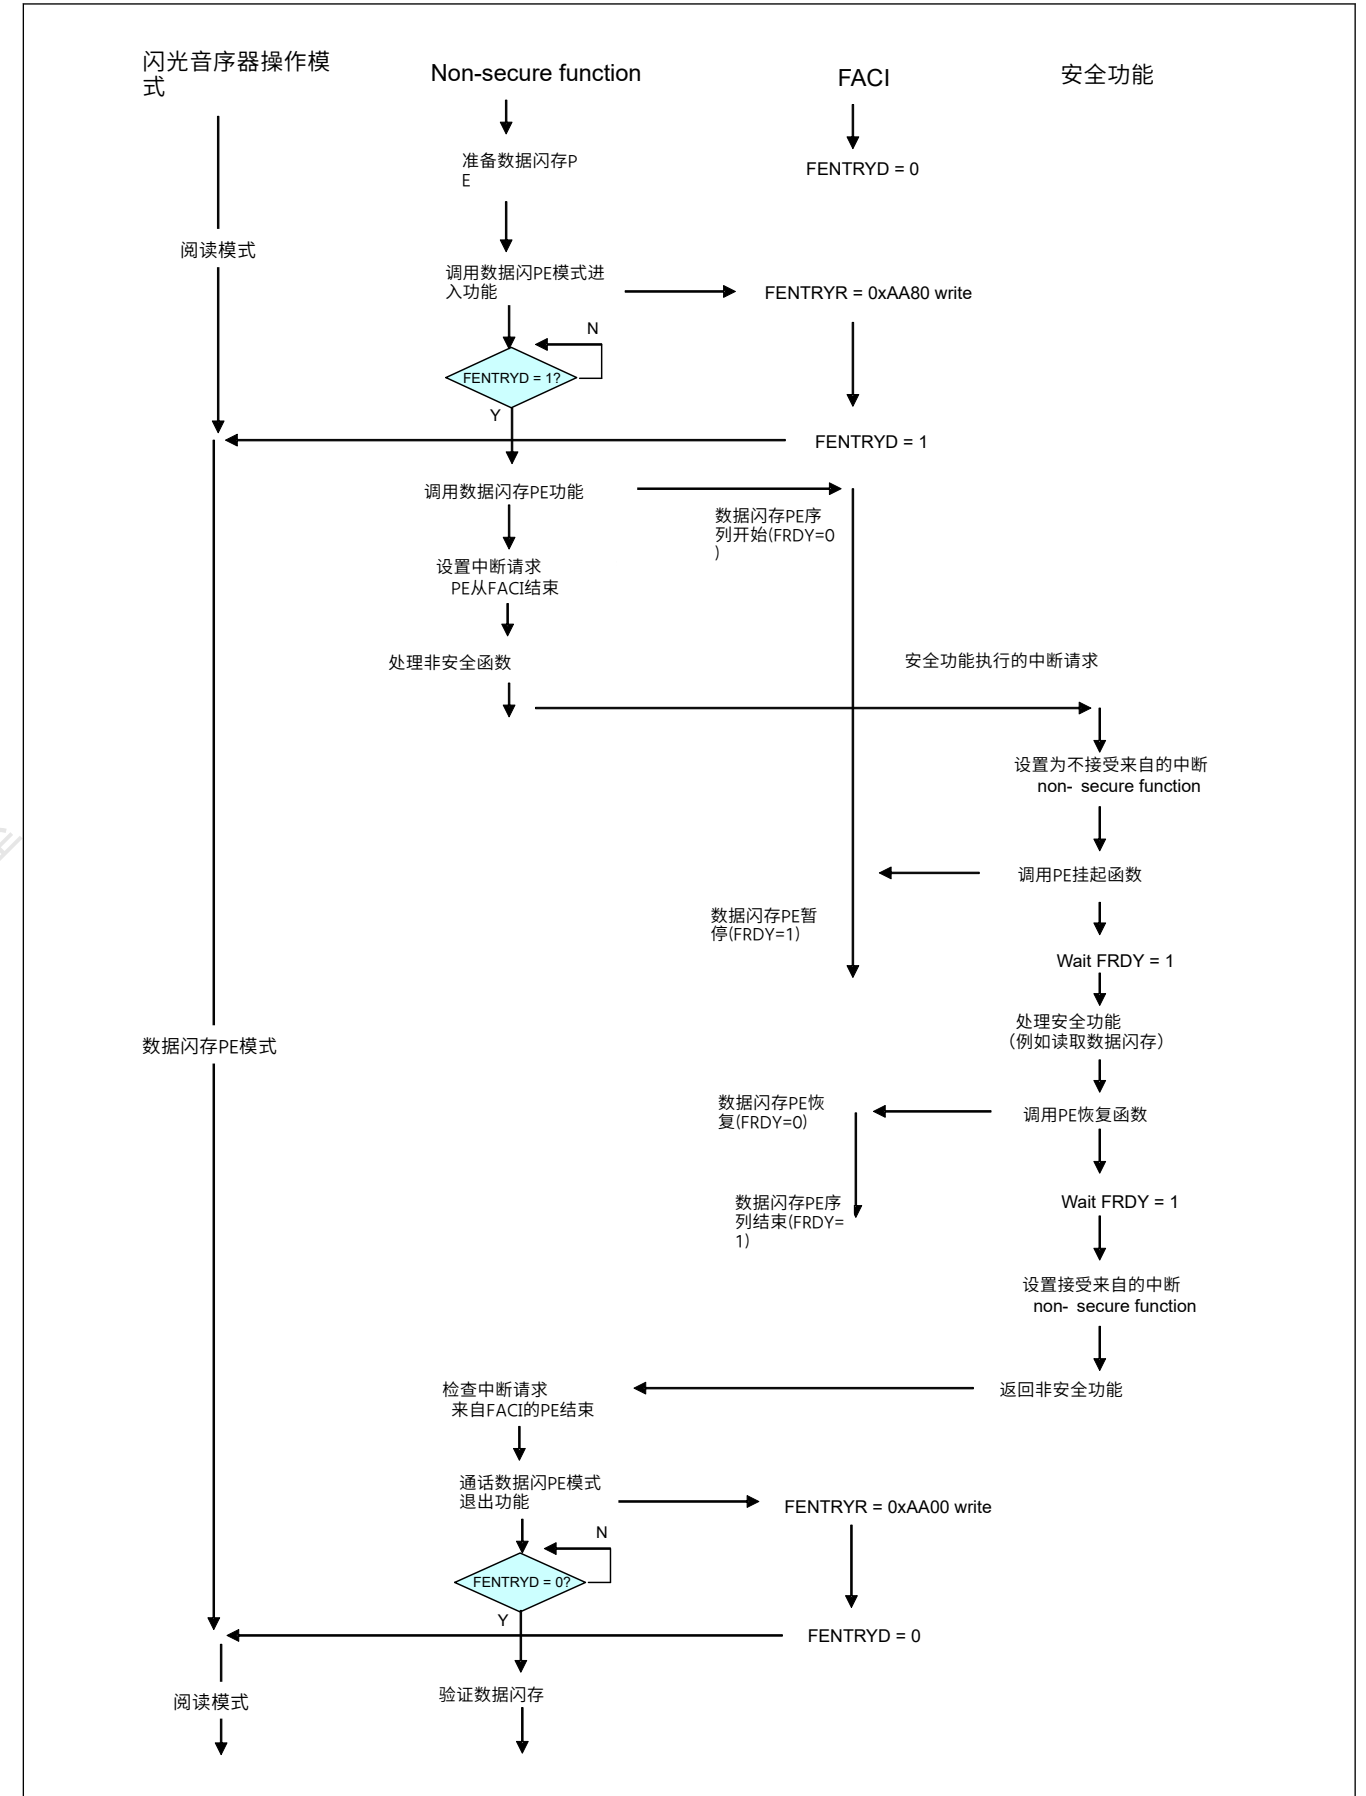 闪光音序器操作模
式
Non-secure function
FACI
安全功能
准备数据闪存P
E
FENTRYD = 0
阅读模式
调用数据闪PE模式进
入功能
FENTRYR = 0xAA80 write
N
FENTRYD = 1?
Y
FENTRYD = 1
调用数据闪存PE功能
数据闪存PE序
列开始(FRDY=0
)
设置中断请求
PE从FACI结束
处理非安全函数
安全功能执行的中断请求
设置为不接受来自的中断
non- secure function
调用PE挂起函数
数据闪存PE暂
停(FRDY=1)
Wait FRDY = 1
处理安全功能
（例如读取数据闪存）
数据闪存PE模式
数据闪存PE恢
复(FRDY=0)
调用PE恢复函数
数据闪存PE序
列结束(FRDY=
1)
Wait FRDY = 1
设置接受来自的中断
non- secure function
检查中断请求
来自FACI的PE结束
返回非安全功能
通话数据闪PE模式
退出功能
FENTRYR = 0xAA00 write
N
FENTRYD = 0?
Y
FENTRYD = 0
阅读模式
验证数据闪存